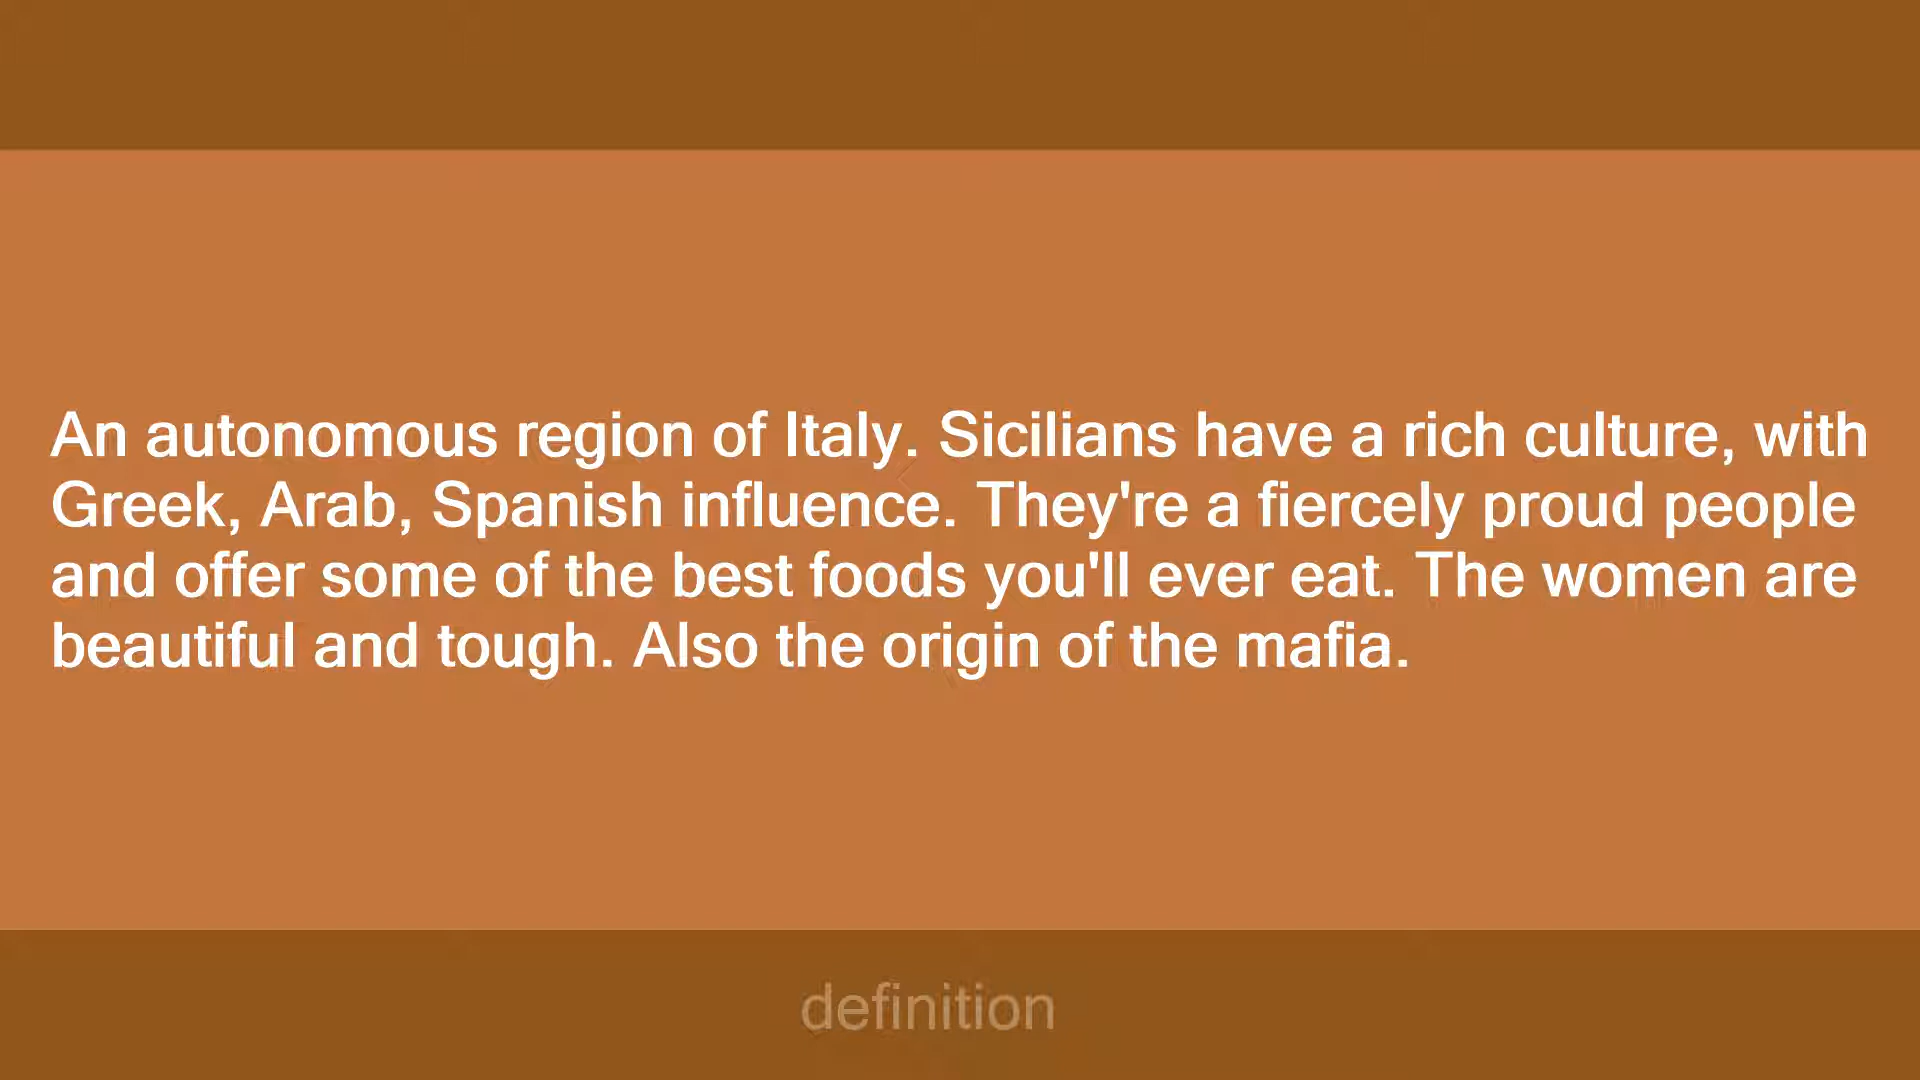 An autonomous region of Italy. Sicilians have a rich culture, with
Greek, Arab, Spanish influence. They're a fiercely proud people
and offer some of the best foods you'll ever eat. The women are
beautiful and tough. Also the origin of the mafia.
definition